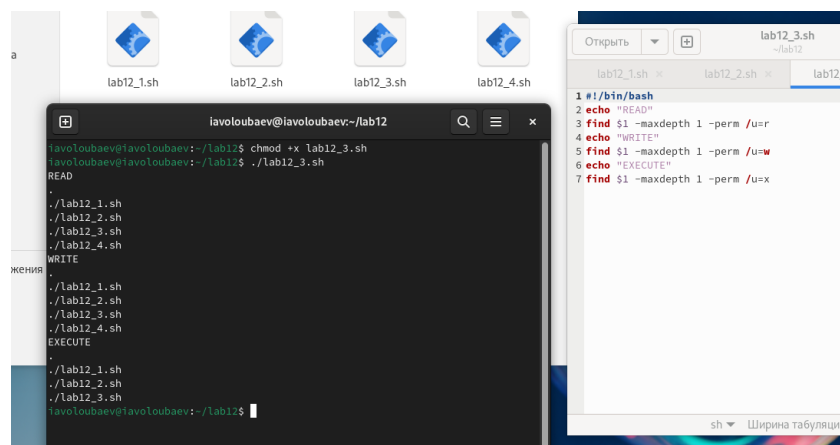 а
lab12_1.sh
lab12_2.sh
lab12_3.sh
lab12_4.sh
жения
iavoloubaev@iavoloubaev:~/lab12
iavoloubaev@iavoloubaev:~/lab12$ chmod +x lab12_3.sh
iavoloubaev@iavoloubaev:~/lab12$ ./lab12_3.sh
READ
.
./lab12_1.sh
./lab12_2.sh
./lab12_3.sh
./lab12_4.sh
WRITE
.
./lab12_1.sh
./lab12_2.sh
./lab12_3.sh
./lab12_4.sh
EXECUTE
.
./lab12_1.sh
./lab12_2.sh
./lab12_3.sh
iavoloubaev@iavoloubaev:~/lab12$
Открыть
lab12_3.sh
~/lab12
lab12_1.sh
lab12_2.sh
lab12
1 #!/bin/bash
2 echo "READ"
3 find $1 -maxdepth 1 -perm /u=r
4 echo "WRITE"
5 find $1 -maxdepth 1 -perm /u=w
6 echo "EXECUTE"
7 find $1 -maxdepth 1 -perm /u=x
sh
Ширина табуляци